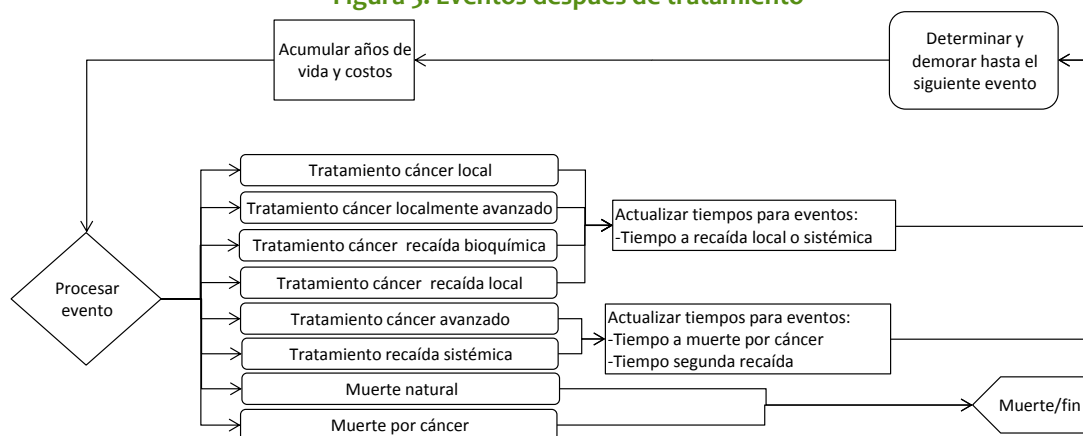 Figura 5. Eventos después de tratamiento
Acumular años de
vida y costos
Determinar y
demorar hasta el
siguiente evento
Tratamiento cáncer local
Tratamiento cáncer localmente avanzado
Tratamiento cáncer recaída bioquímica
Tratamiento cáncer recaída local
Tratamiento cáncer avanzado
Tratamiento recaída sistémica
Muerte natural
Muerte por cáncer
Procesar
evento
Actualizar tiempos para eventos:
-Tiempo a recaída local o sistémica
Actualizar tiempos para eventos:
-Tiempo a muerte por cáncer
-Tiempo segunda recaída
Muerte/fin